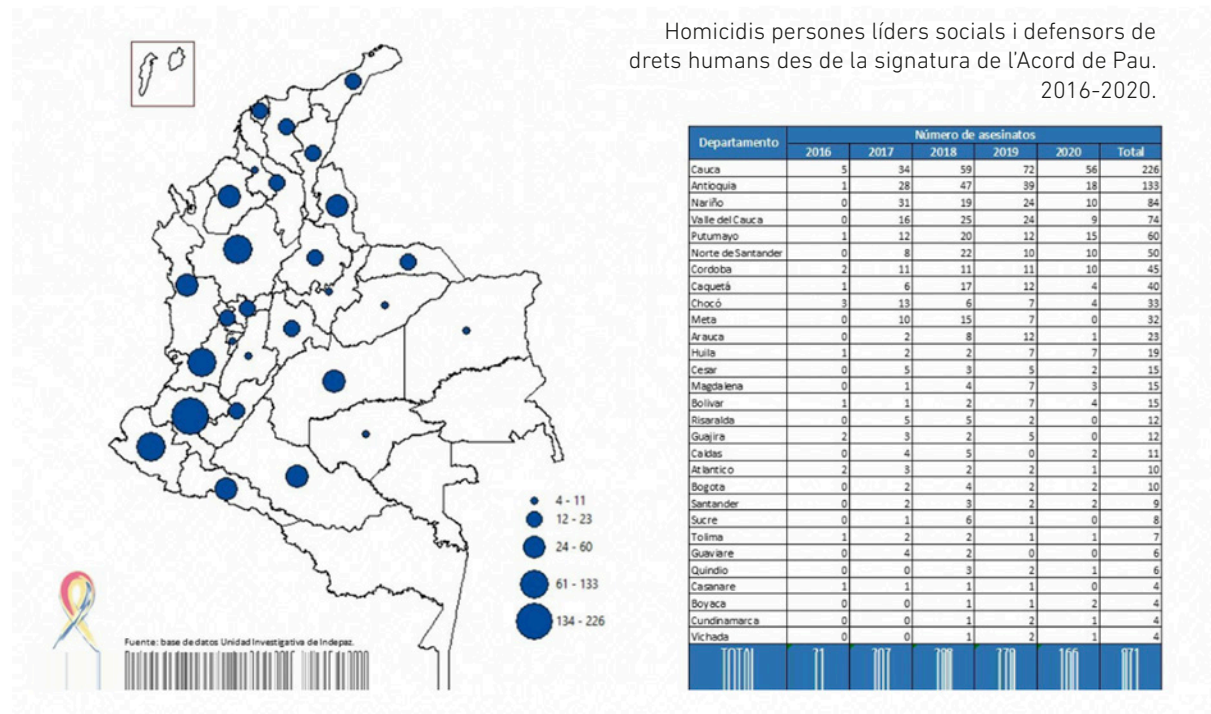 Homicidis persones líders socials i defensors de
drets humans des de la signatura de l'Acord de Pau.
2016-2020.
Departamento Número de asesinatos
2016 2017 2018 2019 2020 Total
Cauca 5 34 59 72 56 226
Antioquia 1 28 47 39 18 133
Nariño 0 31 19 24 10 84
Valle del Cauca 0 16 25 24 9 74
Putumayo 1 12 20 12 15 60
Norte de Santander 0 8 22 10 10 50
Cordoba 2 11 11 11 10 45
Caquetá 1 6 17 12 4 40
Chocó 3 13 6 7 4 33
Meta 0 10 15 7 0 32
Arauca 0 2 8 12 1 23
Huila 1 2 2 7 7 19
Cesar 0 5 3 5 2 15
Magdalena 0 1 4 7 3 15
Bolivar 1 1 2 7 4 15
Risaralda 0 5 5 2 0 12
Guajira 2 3 2 5 0 12
Caldas 0 4 5 0 2 11
Atlantico 2 3 2 2 1 10
Bogota 0 2 4 2 2 10
Santander 0 2 3 2 2 9
Sucre 0 1 6 1 0 8
Tolima 1 2 2 1 1 7
Guaviare 0 4 2 0 0 6
Quindio 0 0 3 2 1 6
Casanare 1 1 1 1 0 4
Boyaca 0 0 1 1 2 4
Cundinamarca 0 0 1 2 1 4
Vichada 0 0 1 2 1 4
TOTAL 21 207 166
4 - 11
12 - 23
24 - 60
61 - 133
134 - 226
Fuente: base de datos Unidad Investigativa de Indepaz.